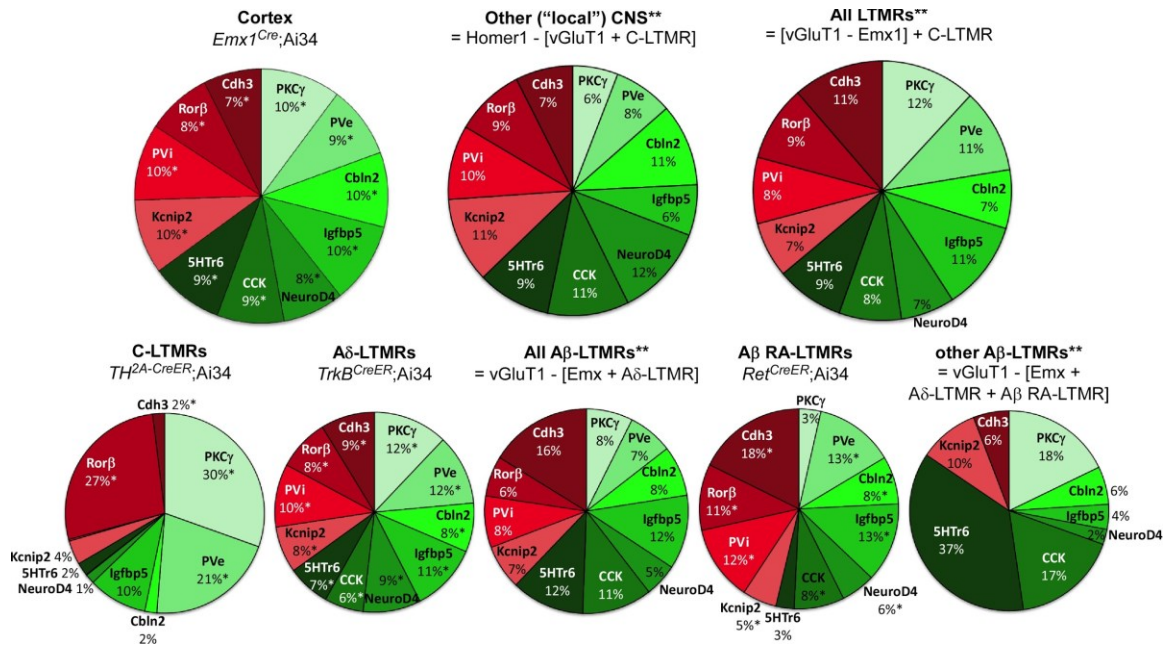 Cortex
Emx1Cre;Ai34
Cdh3
7%*
PKCγ
10%*
PVe
9%*
Cbln2
10%*
Igfbp5
10%*
8%*
NeuroD4
CCK
9%*
5HTr6
9%*
Kcnip2
10%*
PVi
10%*
Rorβ
8%*
Other (“local”) CNS**
= Homer1 - [vGluT1 + C-LTMR]
Cdh3
7%
PKCγ
6%
PVe
8%
Cbln2
11%
Igfbp5
6%
NeuroD4
12%
CCK
11%
5HTr6
9%
Kcnip2
11%
PVi
10%
Rorβ
9%
All LTMRs**
= [vGluT1 - Emx1] + C-LTMR
Cdh3
11%
PKCγ
12%
PVe
11%
Cbln2
7%
Igfbp5
11%
7%
NeuroD4
CCK
8%
5HTr6
9%
Kcnip2
7%
PVi
8%
Rorβ
9%
C-LTMRs
TH2A-CreER;Ai34
Cdh3 2%*
PKCγ
30%*
PVe
21%*
Cbln2
2%
Igfbp5
10%
NeuroD4 1%
5HTr6 2%
Kcnip2 4%
Rorβ
27%*
Aδ-LTMRs
TrkBCreER;Ai34
Cdh3
9%*
PKCγ
12%*
PVe
12%*
Cbln2
8%*
Igfbp5
11%*
9%*
NeuroD4
CCK
6%*
5HTr6
7%*
Kcnip2
8%*
PVi
10%*
Rorβ
8%*
All Aβ-LTMRs**
= vGluT1 - [Emx + Aδ-LTMR]
Cdh3
16%
PKCγ
8%
PVe
7%
Cbln2
8%
Igfbp5
12%
5%
NeuroD4
CCK
11%
5HTr6
12%
Kcnip2
7%
PVi
8%
Rorβ
6%
Aβ RA-LTMRs
RetCreER;Ai34
PKCγ
3%
Cdh3
18%*
PVe
13%*
Cbln2
8%*
Igfbp5
13%*
NeuroD4
6%*
CCK
8%*
5HTr6
3%
Kcnip2
5%*
PVi
12%*
Rorβ
11%*
other Aβ-LTMRs**
= vGluT1 - [Emx +
Aδ-LTMR + Aβ RA-LTMR]
Cdh3
6%
PKCγ
18%
Cbln2 6%
Igfbp5 4%
2% NeuroD4
CCK
17%
5HTr6
37%
Kcnip2
10%